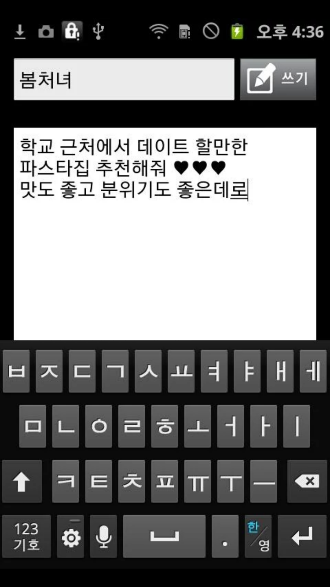 오후 4:36
봄처녀
쓰기
학교 근처에서 데이트 할만한
파스타집 추천해줘 ♥♥♥
맛도 좋고 분위기도 좋은데로
ㅂ ㅈ ㄷ ㄱ ㅅ ㅛ ㅕ ㅑ ㅐ ㅔ
ㅁ ㄴ ㅇ ㄹ ㅎ ㅗ ㅓ ㅏ ㅣ
ㅋ ㅌ ㅊ ㅍ ㅠ ㅜ ㅡ
123
기호
. 한/영